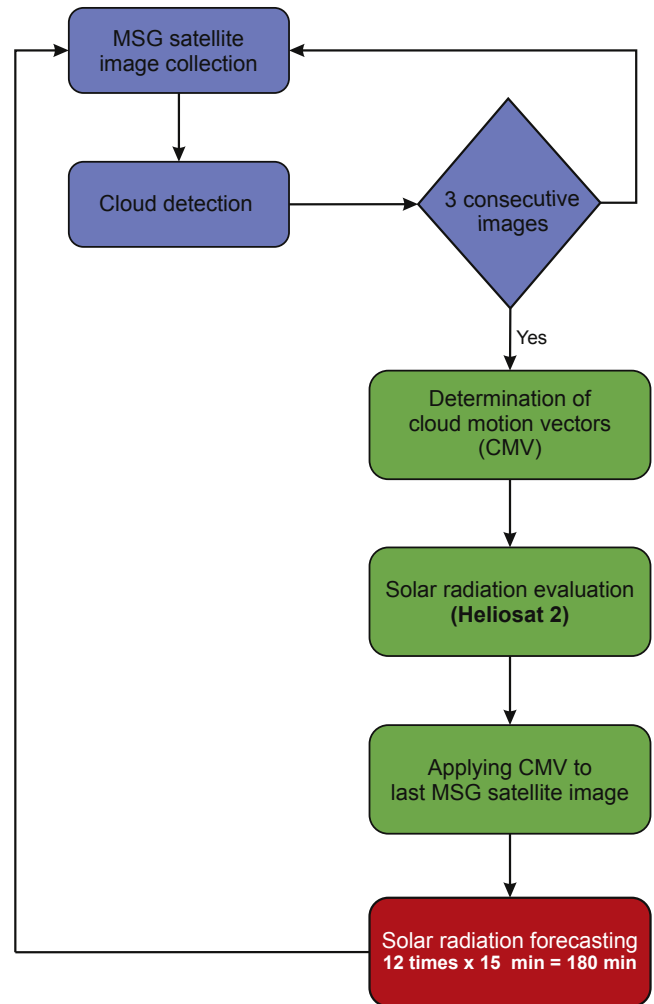 MSG satellite
image collection
Cloud detection
3 consecutive
images
Yes
Determination of
cloud motion vectors
(CMV)
Solar radiation evaluation
(Heliosat 2)
Applying CMV to
last MSG satellite image
Solar radiation forecasting
12 times x 15 min = 180 min